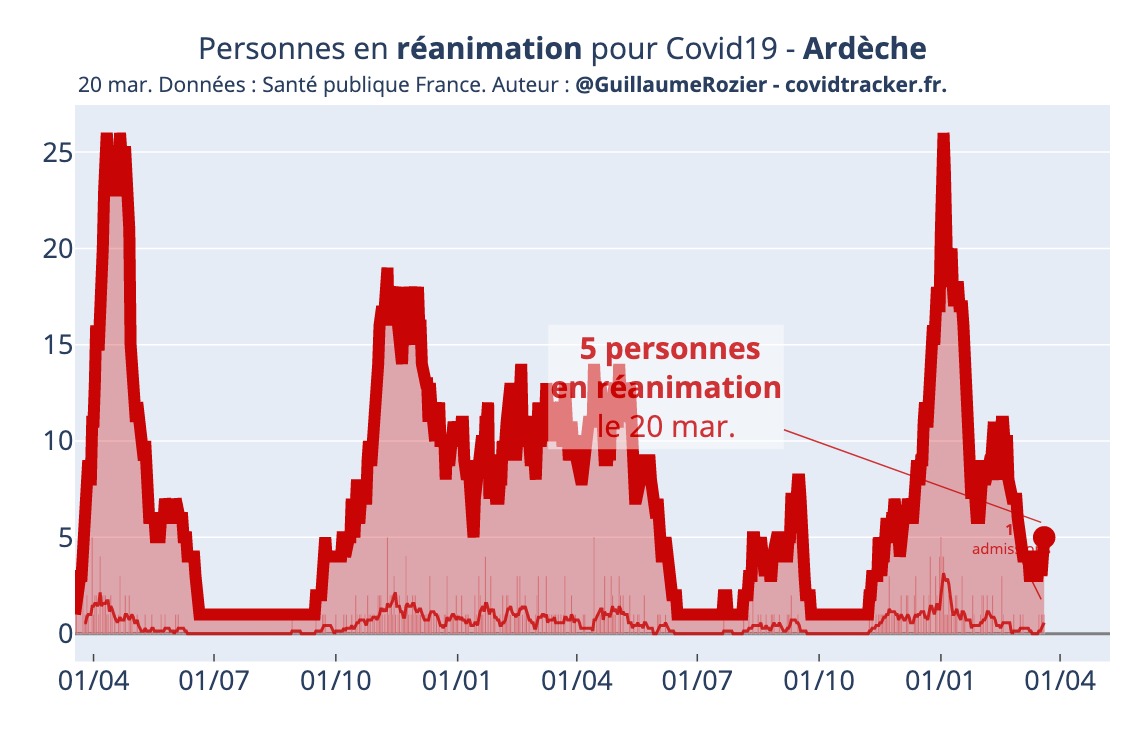 Personnes en réanimation pour Covid19 - Ardèche
20 mar. Données : Santé publique France. Auteur : @GuillaumeRozier - covidtracker.fr.
25
20
15
10
5
0
5 personnes
en réanimation
le 20 mar.
1
01/04 01/07 01/10 01/01 01/04 01/07 01/10 01/01 01/04